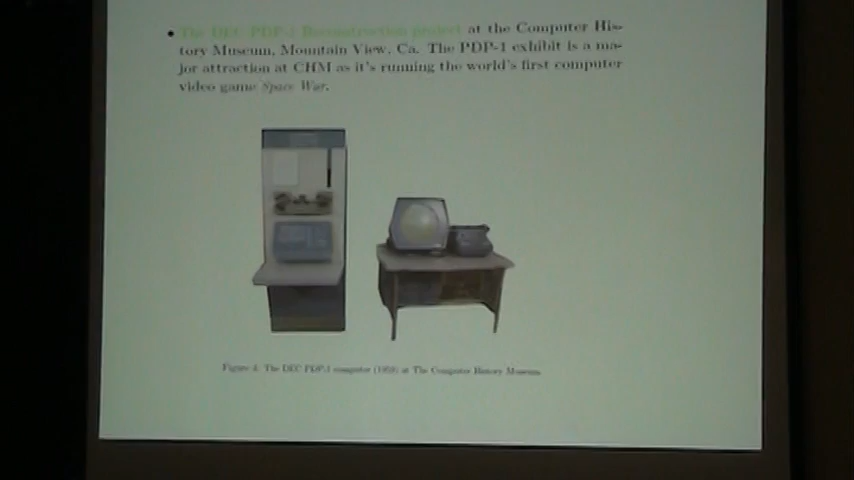 • The DEC PDP-1 Reconstruction project at the Computer His-
tory Museum, Mountain View, Ca. The PDP-1 exhibit is a ma-
jor attraction at CHM as it's running the world's first computer
video game Space War.
Figure 4. The DEC PDP-1 computer (1959) at The Computer History Museum.